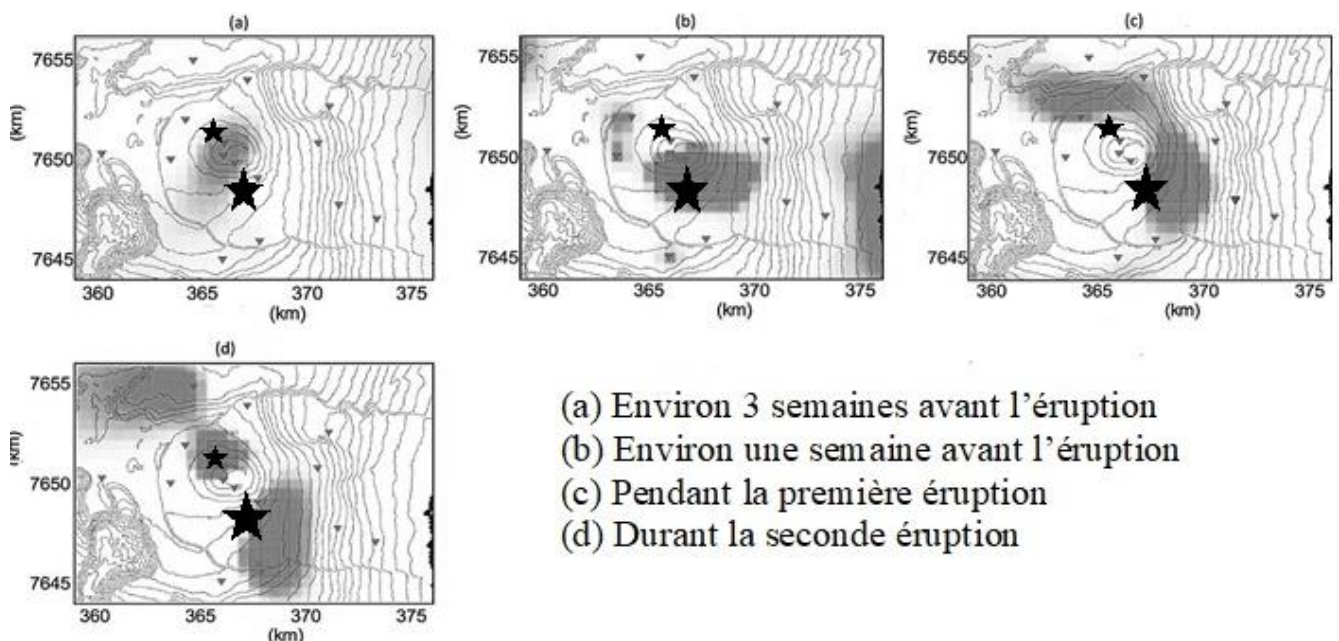 (a)
(b)
(c)
7655
7650
7645
(km)
360
365
370
375
(km)
7655
7650
7645
(km)
360
365
370
375
(km)
7655
7650
7645
(km)
360
365
370
375
(km)
(d)
7655
7650
7645
(km)
360
365
370
375
(km)
(a) Environ 3 semaines avant l'éruption
(b) Environ une semaine avant l'éruption
(c) Pendant la première éruption
(d) Durant la seconde éruption